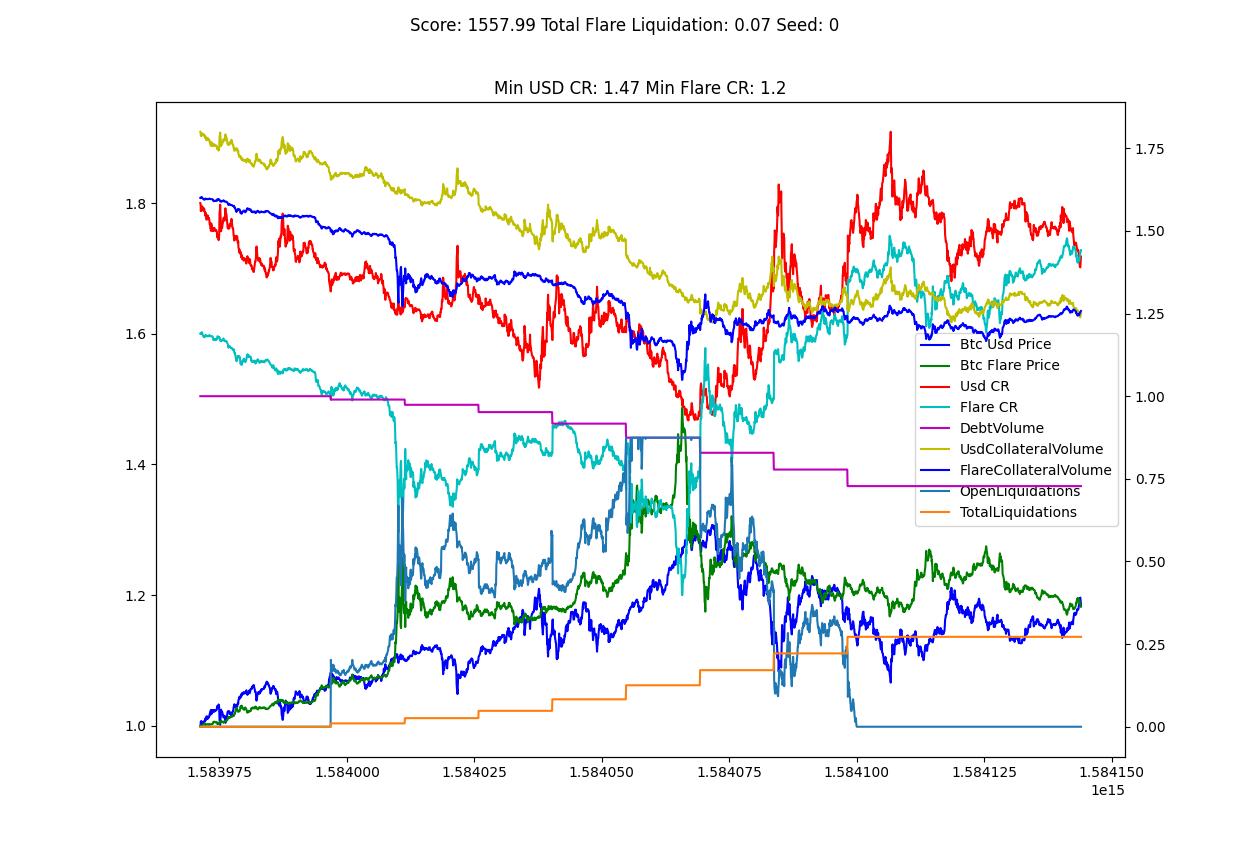 Score: 1557.99 Total Flare Liquidation: 0.07 Seed: 0
Min USD CR: 1.47 Min Flare CR: 1.2
1.8
1.6
1.4
1.2
1.0
1.75
1.50
1.25
1.00
0.75
0.50
0.25
0.00
Btc Usd Price
Btc Flare Price
Usd CR
Flare CR
DebtVolume
UsdCollateralVolume
FlareCollateralVolume
OpenLiquidations
TotalLiquidations
1.583975 1.584000 1.584025 1.584050 1.584075 1.584100 1.584125 1.584150
1e15